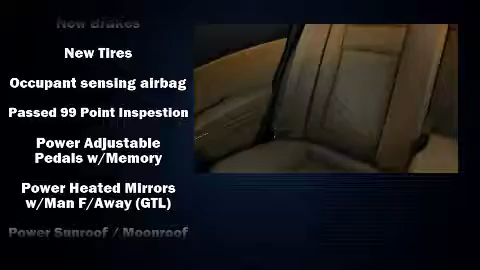 New Brakes
New Tires
Occupant sensing airbag
Passed 99 Point Inspestion
Power Adjustable
Pedals w/Memory
Power Heated Mirrors
w/Man F/Away (GTL)
Power Sunroof / Moonroof